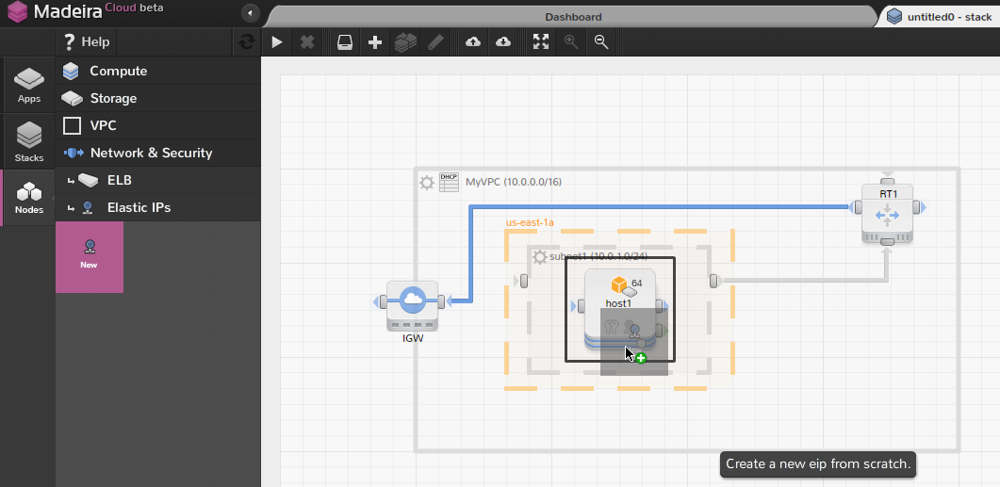 Madeira Cloud beta
Dashboard
untitled0 - stack
? Help
Apps
Stacks
Nodes
Compute
Storage
VPC
Network & Security
ELB
Elastic IPs
New
DHCP
MyVPC (10.0.0.0/16)
RT1
us-east-1a
subnet1 (10.0.1.0/24)
64
host1
IGW
Create a new eip from scratch.